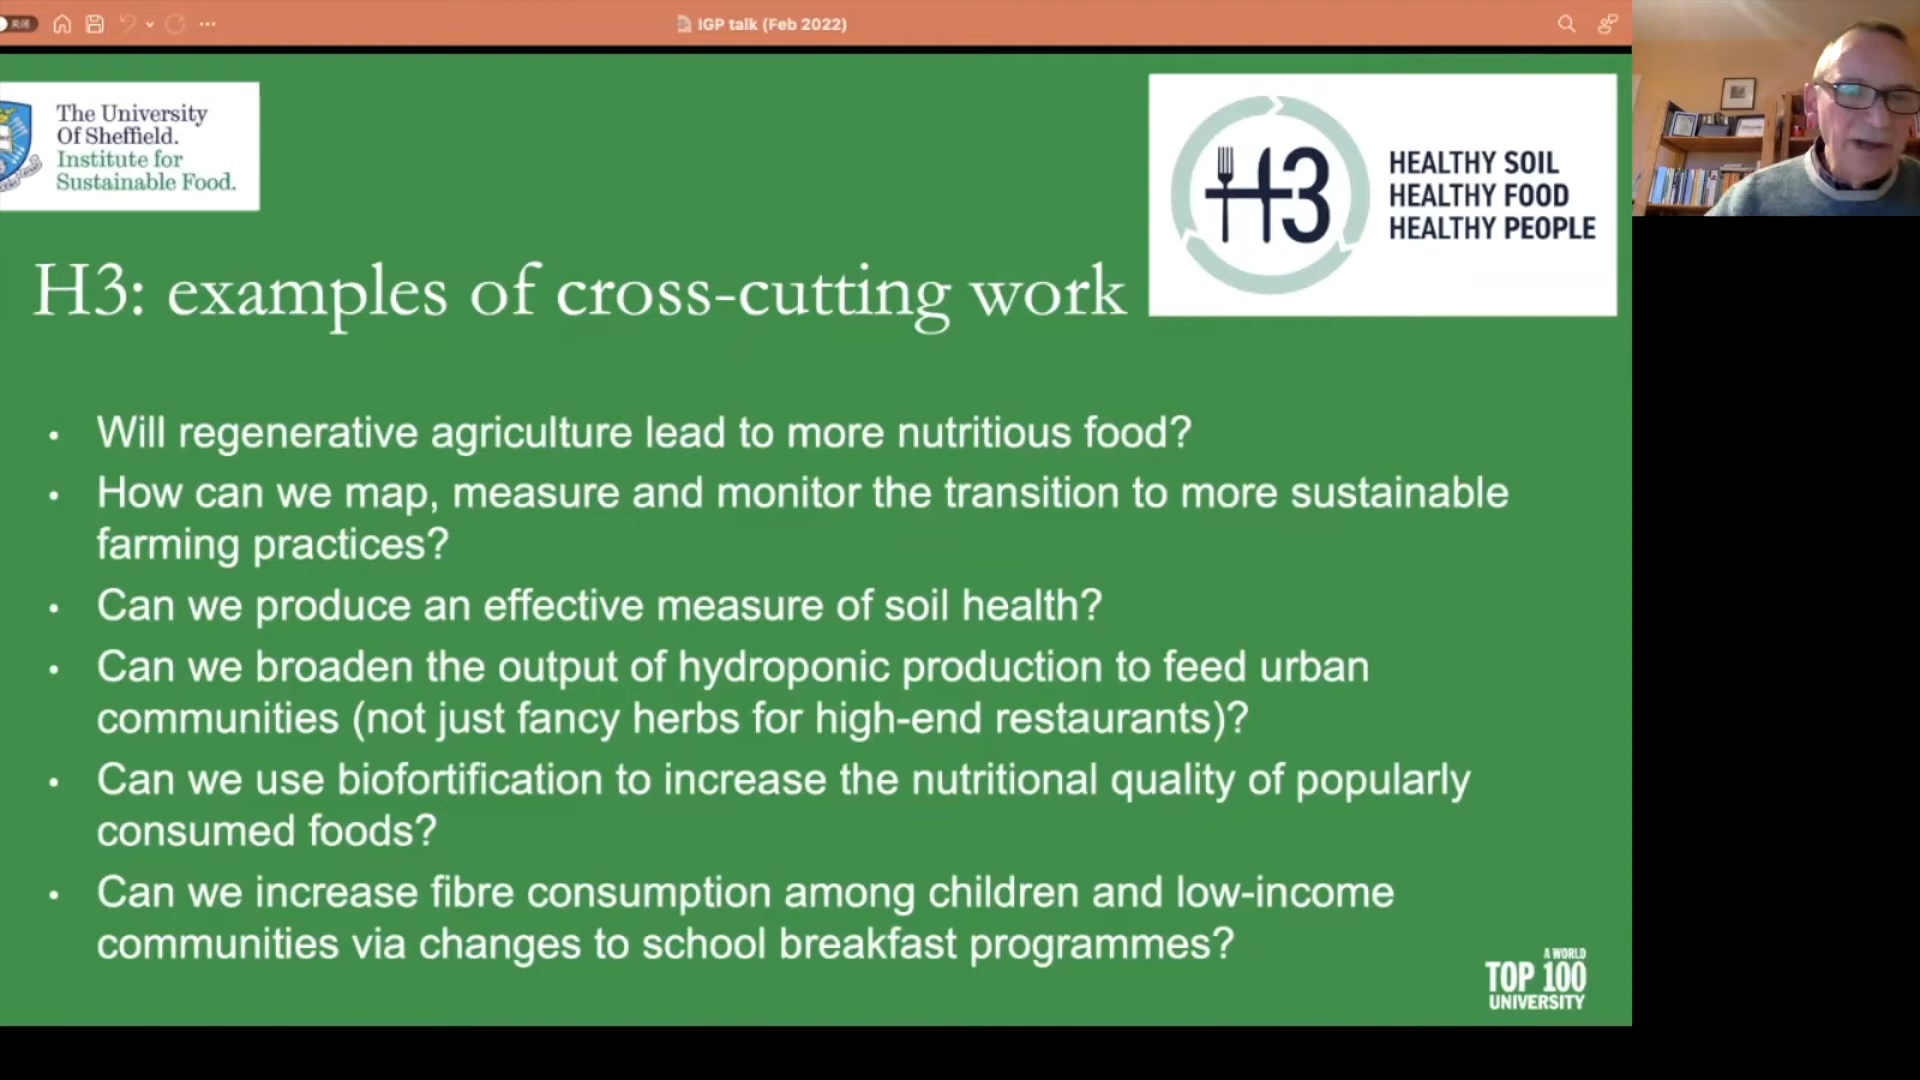 IGP talk (Feb 2022)
The University
Of Sheffield.
Institute for
Sustainable Food.
H3
HEALTHY SOIL
HEALTHY FOOD
HEALTHY PEOPLE
H3: examples of cross-cutting work
• Will regenerative agriculture lead to more nutritious food?
• How can we map, measure and monitor the transition to more sustainable
farming practices?
• Can we produce an effective measure of soil health?
• Can we broaden the output of hydroponic production to feed urban
communities (not just fancy herbs for high-end restaurants)?
• Can we use biofortification to increase the nutritional quality of popularly
consumed foods?
• Can we increase fibre consumption among children and low-income
communities via changes to school breakfast programmes?
A WORLD
TOP 100
UNIVERSITY